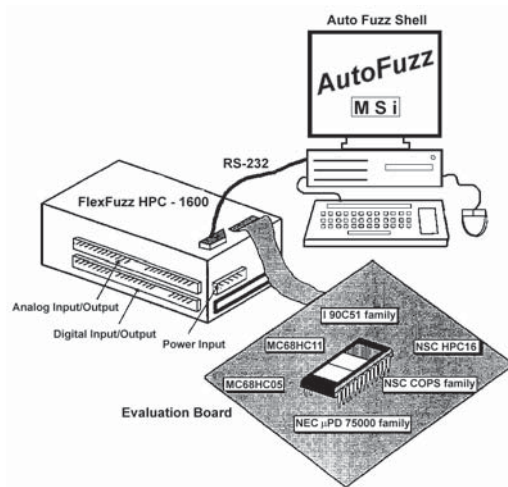 Auto Fuzz Shell
AutoFuzz
M S i
RS-232
FlexFuzz HPC - 1600
Analog Input/Output
Digital Input/Output
Power Input
I 90C51 family
MC68HC11
NSC HPC16
MC68HC05
NSC COPS family
Evaluation Board
NEC µPD 75000 family